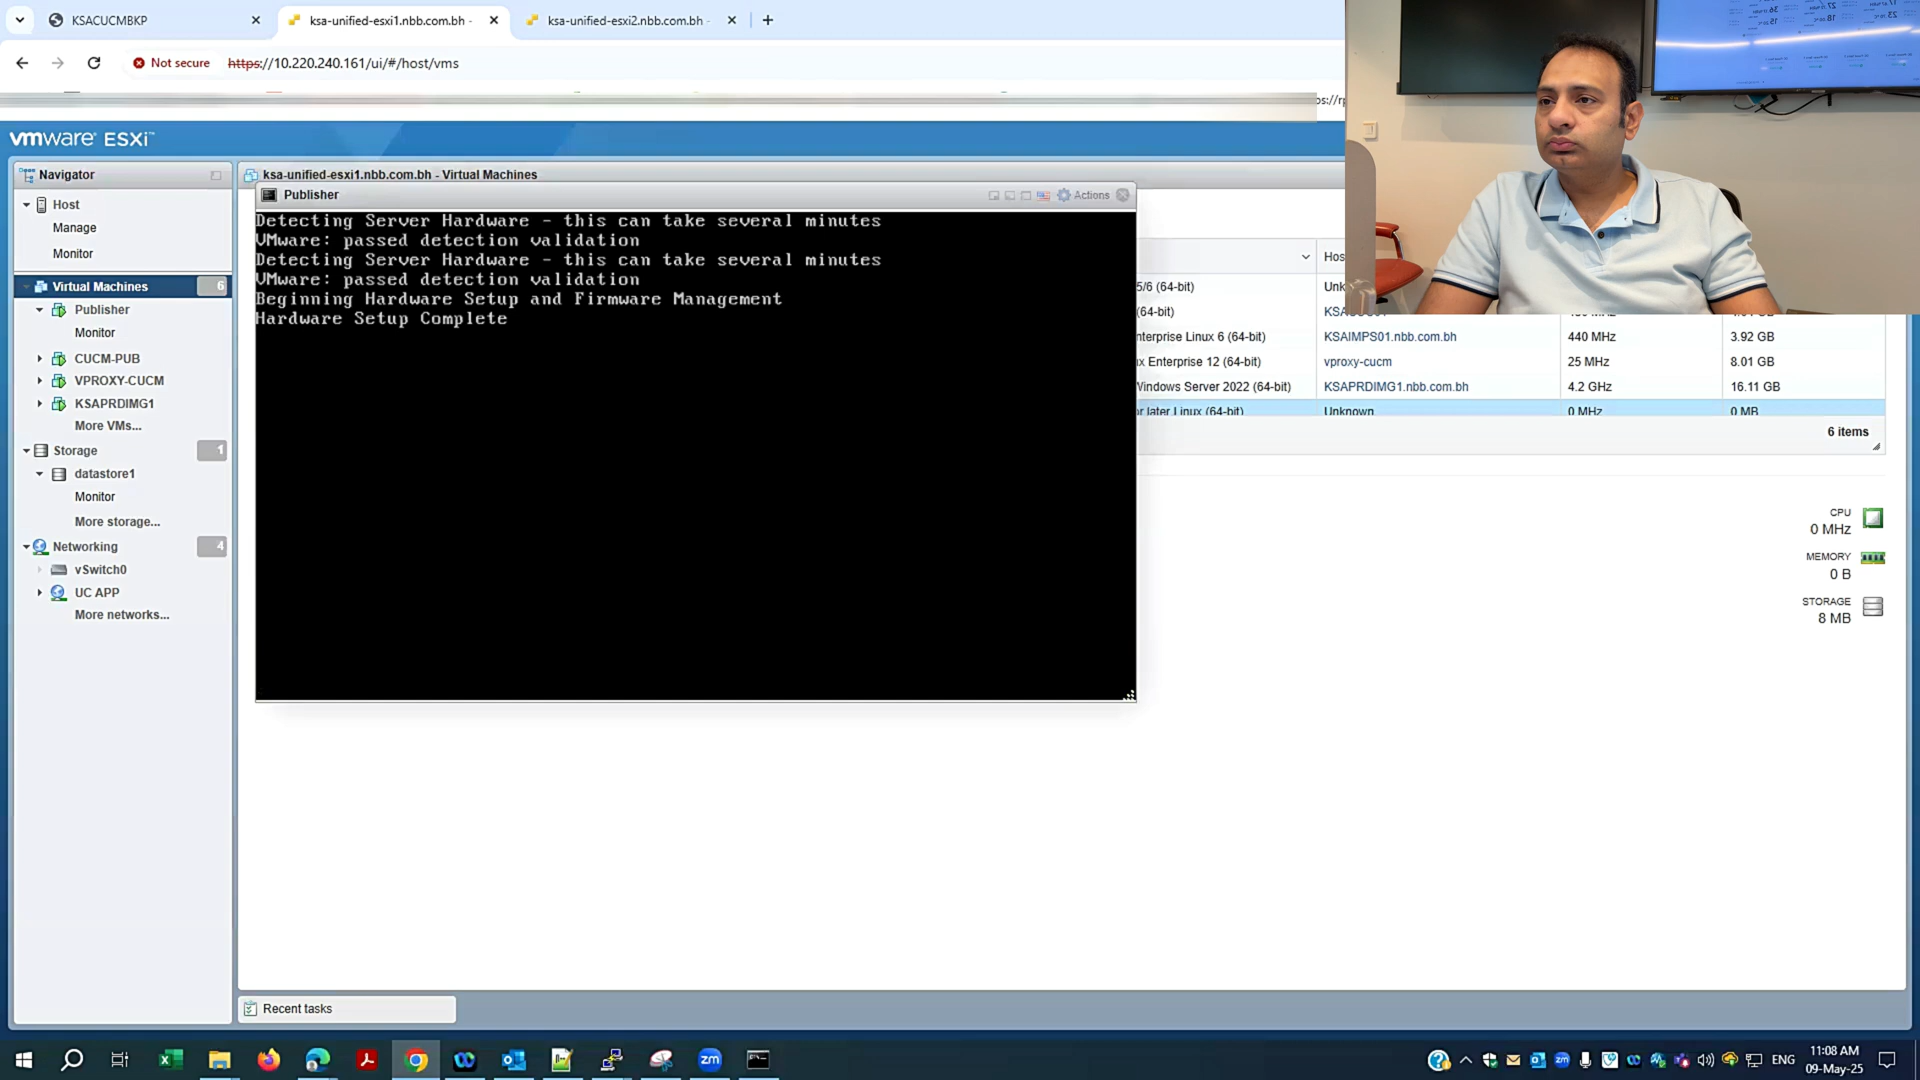 KSACUCMBKP
ksa-unified-esxi1.nbb.com.bh -
ksa-unified-esxi2.nbb.com.bh -
Not secure
https://10.220.240.161/ui/#/host/vms
vmware ESXi
Navigator
Host
Manage
Monitor
Virtual Machines 6
Publisher
Monitor
CUCM-PUB
VPROXY-CUCM
KSAPRDIMG1
More VMs...
Storage 1
datastore1
Monitor
More storage...
Networking 4
vSwitch0
UC APP
More networks...
ksa-unified-esxi1.nbb.com.bh - Virtual Machines
Publisher
Actions
Detecting Server Hardware - this can take several minutes
VMware: passed detection validation
Detecting Server Hardware - this can take several minutes
VMware: passed detection validation
Beginning Hardware Setup and Firmware Management
Hardware Setup Complete
5/6 (64-bit)
(64-bit)
nterprise Linux 6 (64-bit) KSAIMPS01.nbb.com.bh 440 MHz 3.92 GB
ux Enterprise 12 (64-bit) vproxy-cucm 25 MHz 8.01 GB
Windows Server 2022 (64-bit) KSAPRDIMG1.nbb.com.bh 4.2 GHz 16.11 GB
or later Linux (64-bit) Unknown 0 MHz 0 MB
6 items
CPU
0 MHz
MEMORY
0 B
STORAGE
8 MB
Recent tasks
ENG
11:08 AM
09-May-25